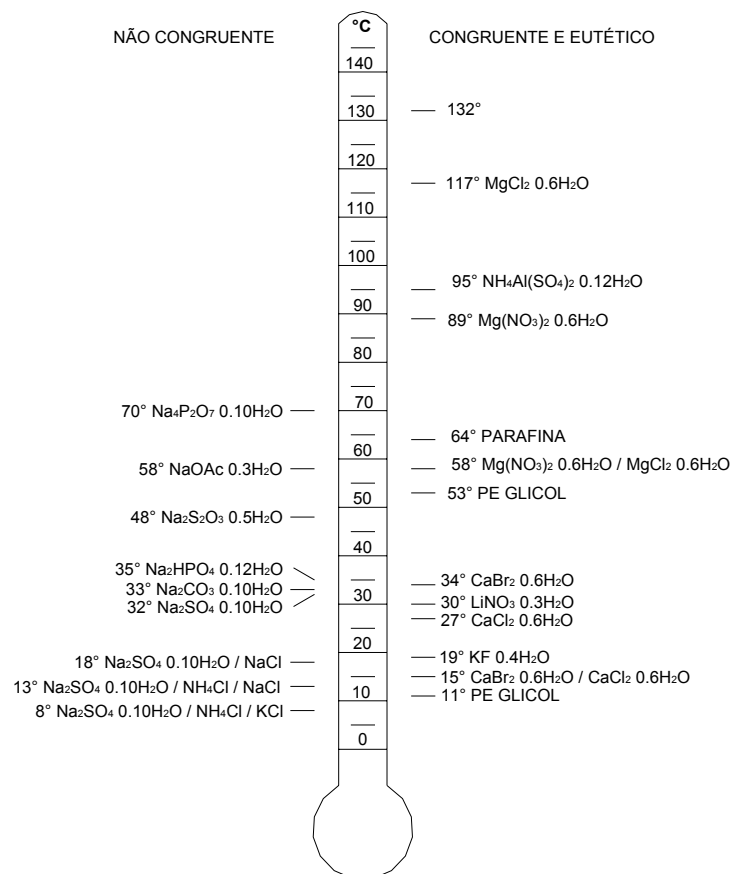 NÃO CONGRUENTE
°C
CONGRUENTE E EUTÉTICO
140
130
120
110
100
90
80
70
60
50
40
30
20
10
0
70° Na₄P₂O₇ 0.10H₂O
58° NaOAc 0.3H₂O
48° Na₂S₂O₃ 0.5H₂O
35° Na₂HPO₄ 0.12H₂O
33° Na₂CO₃ 0.10H₂O
32° Na₂SO₄ 0.10H₂O
18° Na₂SO₄ 0.10H₂O / NaCl
13° Na₂SO₄ 0.10H₂O / NH₄Cl / NaCl
8° Na₂SO₄ 0.10H₂O / NH₄Cl / KCl
132°
117° MgCl₂ 0.6H₂O
95° NH₄Al(SO₄)₂ 0.12H₂O
89° Mg(NO₃)₂ 0.6H₂O
64° PARAFINA
58° Mg(NO₃)₂ 0.6H₂O / MgCl₂ 0.6H₂O
53° PE GLICOL
34° CaBr₂ 0.6H₂O
30° LiNO₃ 0.3H₂O
27° CaCl₂ 0.6H₂O
19° KF 0.4H₂O
15° CaBr₂ 0.6H₂O / CaCl₂ 0.6H₂O
11° PE GLICOL